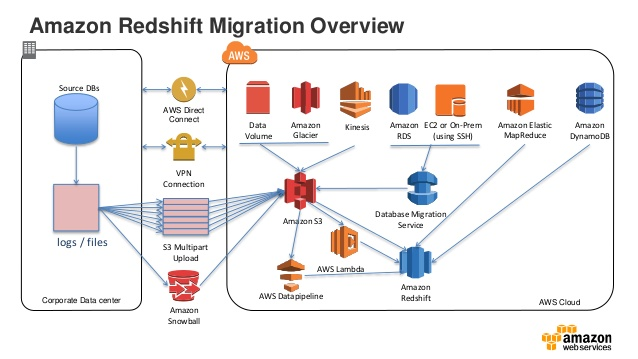 Amazon Redshift Migration Overview
AWS
Source DBs
logs / files
Corporate Data center
AWS Direct
Connect
VPN
Connection
S3 Multipart
Upload
Amazon
Snowball
Data
Volume
Amazon
Glacier
Kinesis
Amazon
RDS
EC2 or On-Prem
(using SSH)
Amazon Elastic
MapReduce
Amazon
DynamoDB
Amazon S3
Database Migration
Service
AWS Lambda
AWS Datapipeline
Amazon
Redshift
AWS Cloud
amazon
webservices